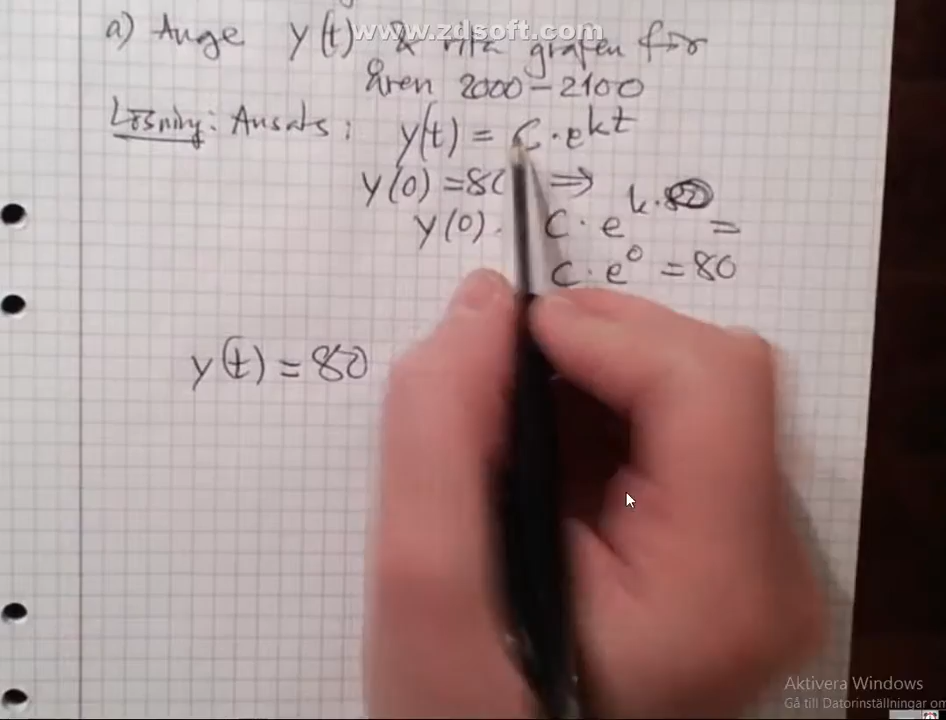 www.zdsoft.com
a) Ange y(t) & rita grafen för
åren 2000-2100
Lösning: Ansats: y(t) = C·e^kt
y(0) = 80 ⇒
y(0) C·e^k· =
C·e^0 = 80
y(t) = 80
Aktivera Windows
Gå till Datorinställningar